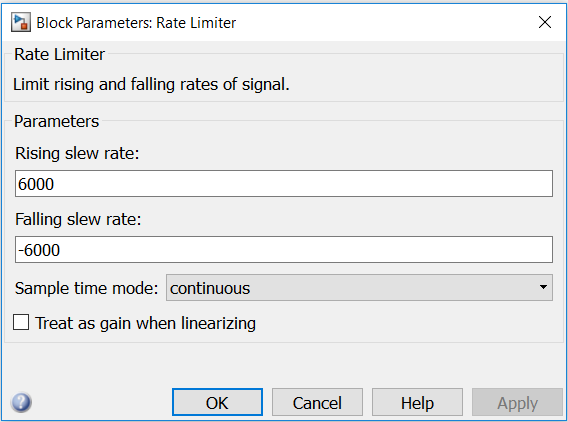 Block Parameters: Rate Limiter
Rate Limiter
Limit rising and falling rates of signal.
Parameters
Rising slew rate:
6000
Falling slew rate:
-6000
Sample time mode: continuous
Treat as gain when linearizing
? OK Cancel Help Apply